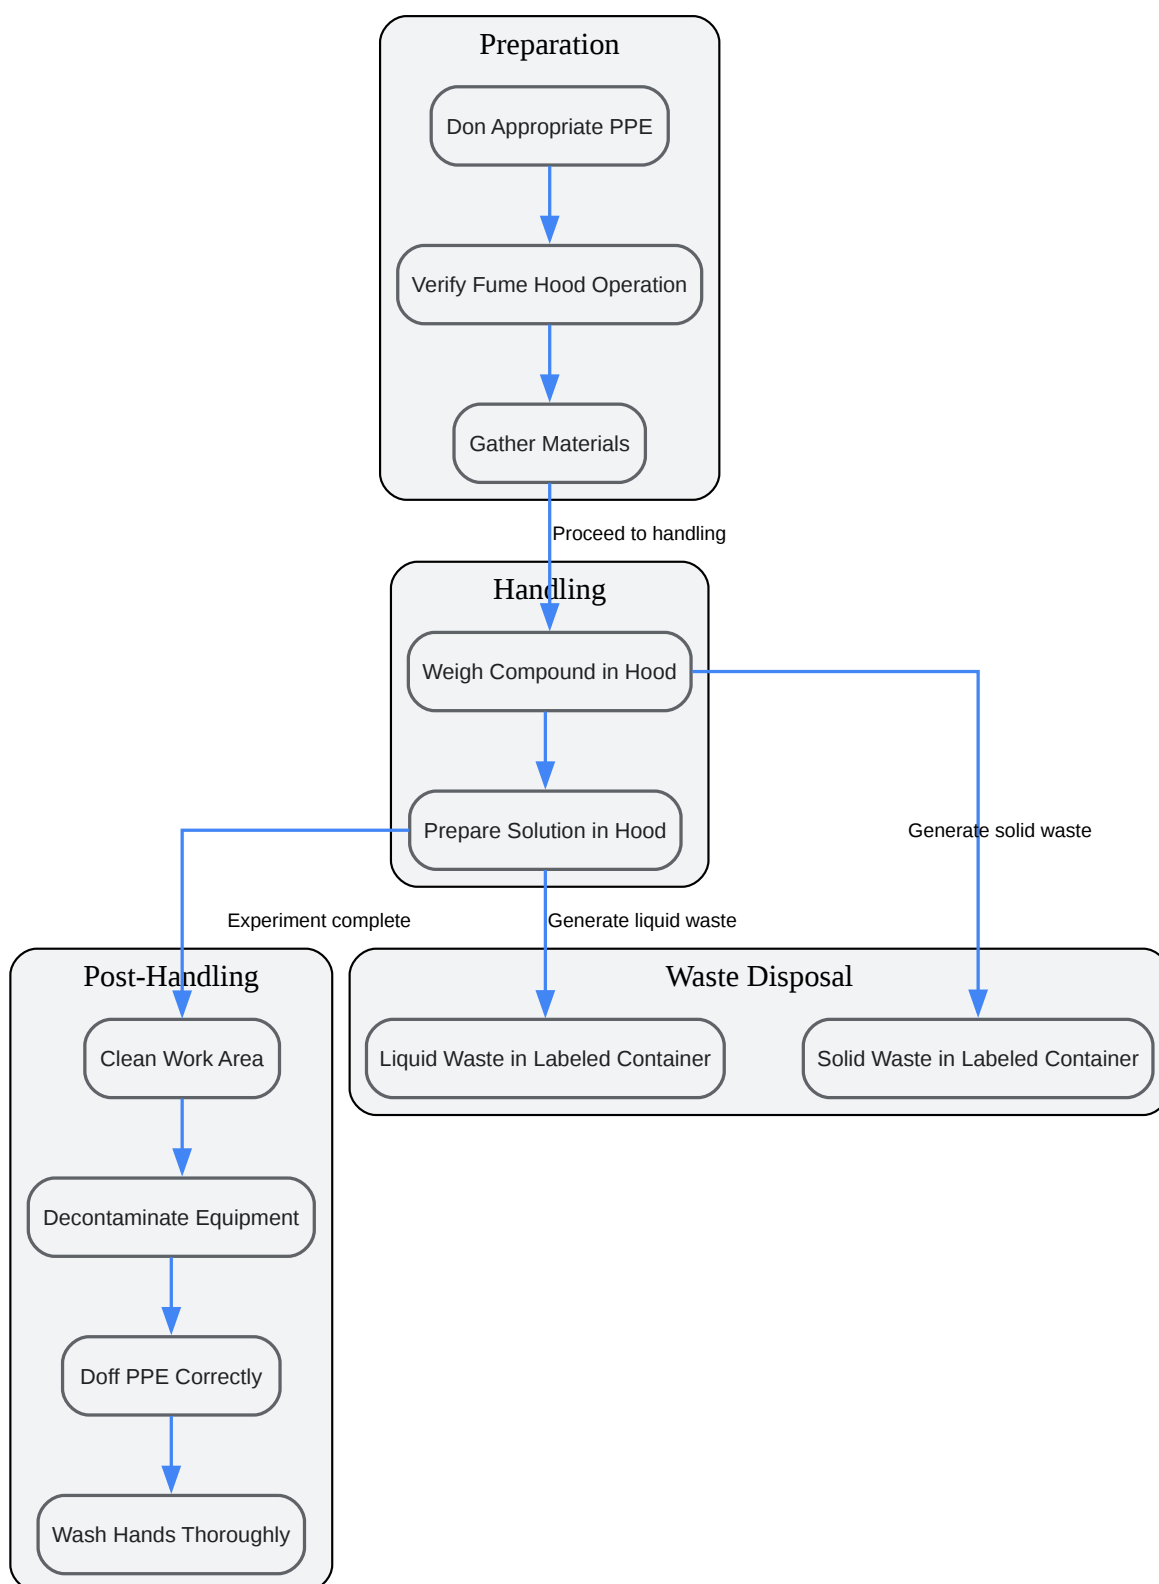 Preparation
Don Appropriate PPE
Verify Fume Hood Operation
Gather Materials
Proceed to handling
Handling
Weigh Compound in Hood
Prepare Solution in Hood
Generate solid waste
Experiment complete
Generate liquid waste
Post-Handling
Waste Disposal
Clean Work Area
Liquid Waste in Labeled Container
Solid Waste in Labeled Container
Decontaminate Equipment
Doff PPE Correctly
Wash Hands Thoroughly